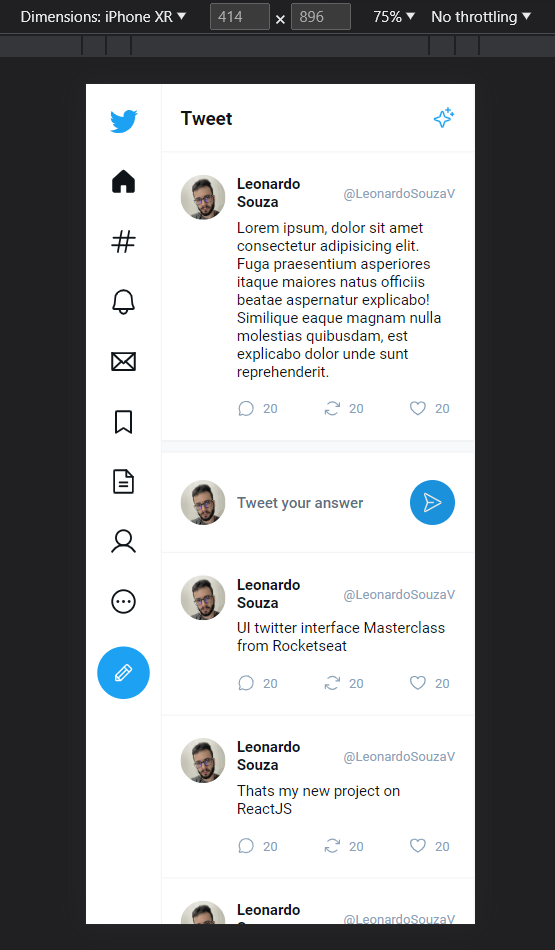 Dimensions: iPhone XR ▼ 414 × 896 75% ▼ No throttling ▼
Tweet
Leonardo
Souza
@LeonardoSouzaV
Lorem ipsum, dolor sit amet
consectetur adipisicing elit.
Fuga praesentium asperiores
itaque maiores natus officiis
beatae aspernatur explicabo!
Similique eaque magnam nulla
molestias quibusdam, est
explicabo dolor unde sunt
reprehenderit.
20 20 20
Tweet your answer
Leonardo
Souza
@LeonardoSouzaV
UI twitter interface Masterclass
from Rocketseat
20 20 20
Leonardo
Souza
@LeonardoSouzaV
Thats my new project on
ReactJS
20 20 20
Leonardo
Souza
@LeonardoSouzaV